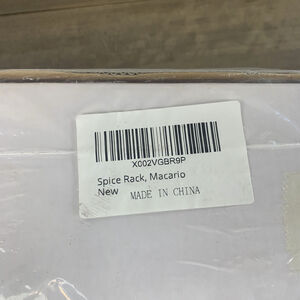 X002VGBR9P
Spice Rack, Macario
New
MADE IN CHINA